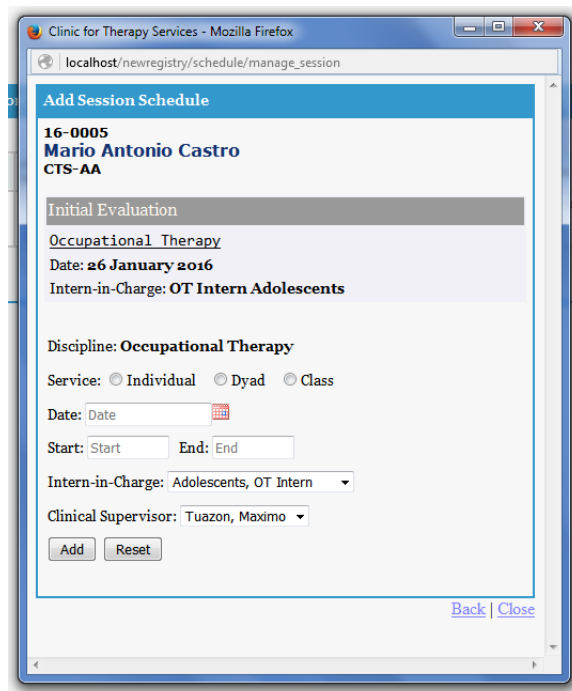 Clinic for Therapy Services - Mozilla Firefox
localhost/newregistry/schedule/manage_session
Add Session Schedule
16-0005
Mario Antonio Castro
CTS-AA
Initial Evaluation
Occupational Therapy
Date: 26 January 2016
Intern-in-Charge: OT Intern Adolescents
Discipline: Occupational Therapy
Service: Individual Dyad Class
Date: Date
Start: Start End: End
Intern-in-Charge: Adolescents, OT Intern
Clinical Supervisor: Tuazon, Maximo
Add Reset
Back | Close